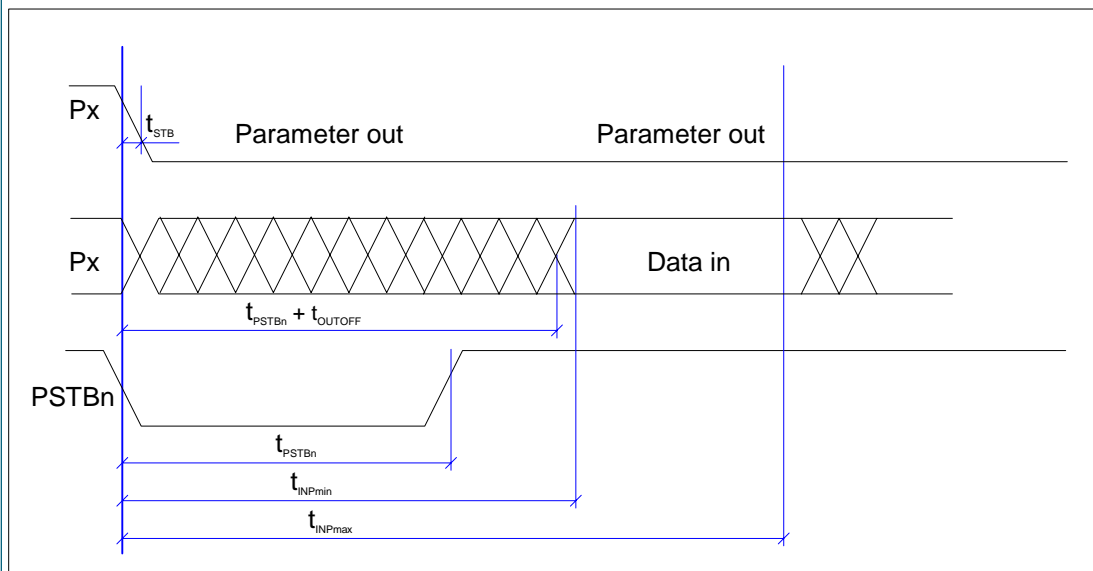 Px
tSTB
Parameter out
Parameter out
Px
Data in
tPSTBn + tOUTOFF
PSTBn
tPSTBn
tINPmin
tINPmax